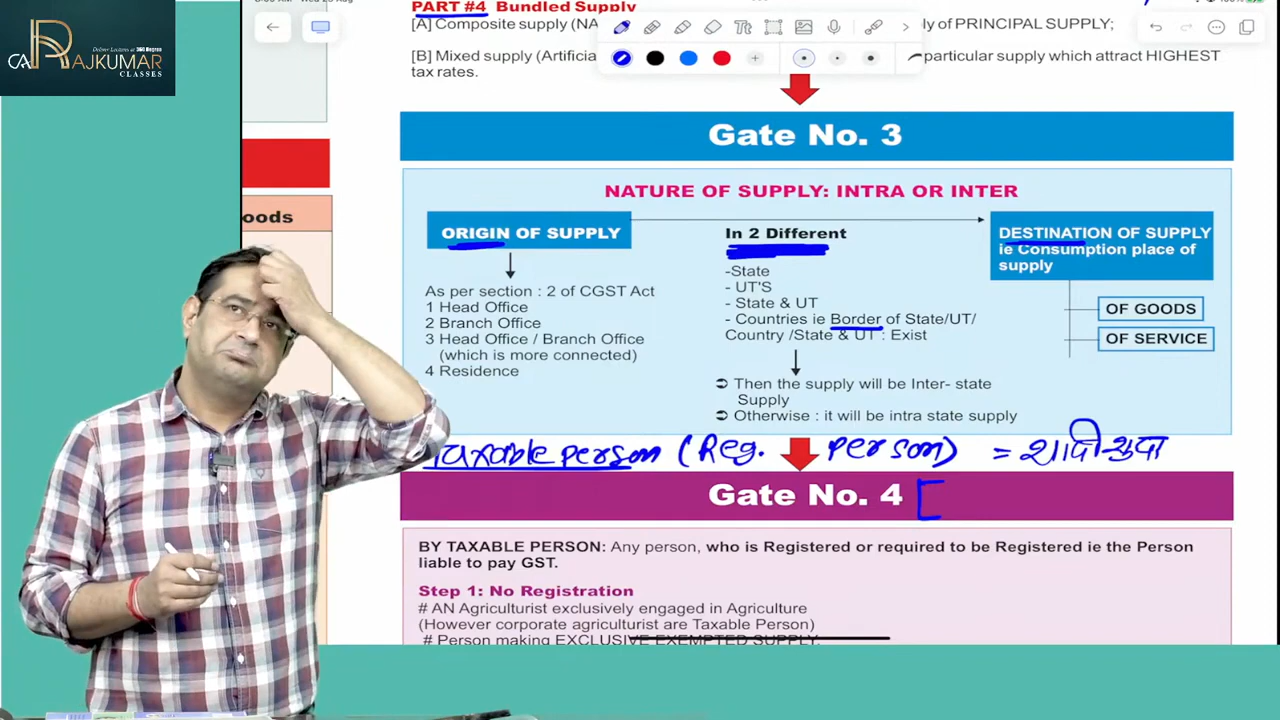 CA RAJKUMAR
Deliver Lectures at 360 Degree
CLASSES
PART #4 Bundled Supply
[A] Composite supply (NA
ly of PRINCIPAL SUPPLY;
[B] Mixed supply (Artificia
particular supply which attract HIGHEST
tax rates.
Gate No. 3
NATURE OF SUPPLY: INTRA OR INTER
oods
ORIGIN OF SUPPLY
As per section : 2 of CGST Act
1 Head Office
2 Branch Office
3 Head Office / Branch Office
(which is more connected)
4 Residence
In 2 Different
-State
- UT'S
- State & UT
- Countries ie Border of State/UT/
Country /State & UT : Exist
Then the supply will be Inter- state
Supply
Otherwise : it will be intra state supply
DESTINATION OF SUPPLY
ie Consumption place of
supply
OF GOODS
OF SERVICE
Taxable person (Reg. person) = शादीशुदा
Gate No. 4 [
BY TAXABLE PERSON: Any person, who is Registered or required to be Registered ie the Person
liable to pay GST.
Step 1: No Registration
# AN Agriculturist exclusively engaged in Agriculture
(However corporate agriculturist are Taxable Person)
# Person making EXCLUSIVE EXEMPTED SUPPLY.